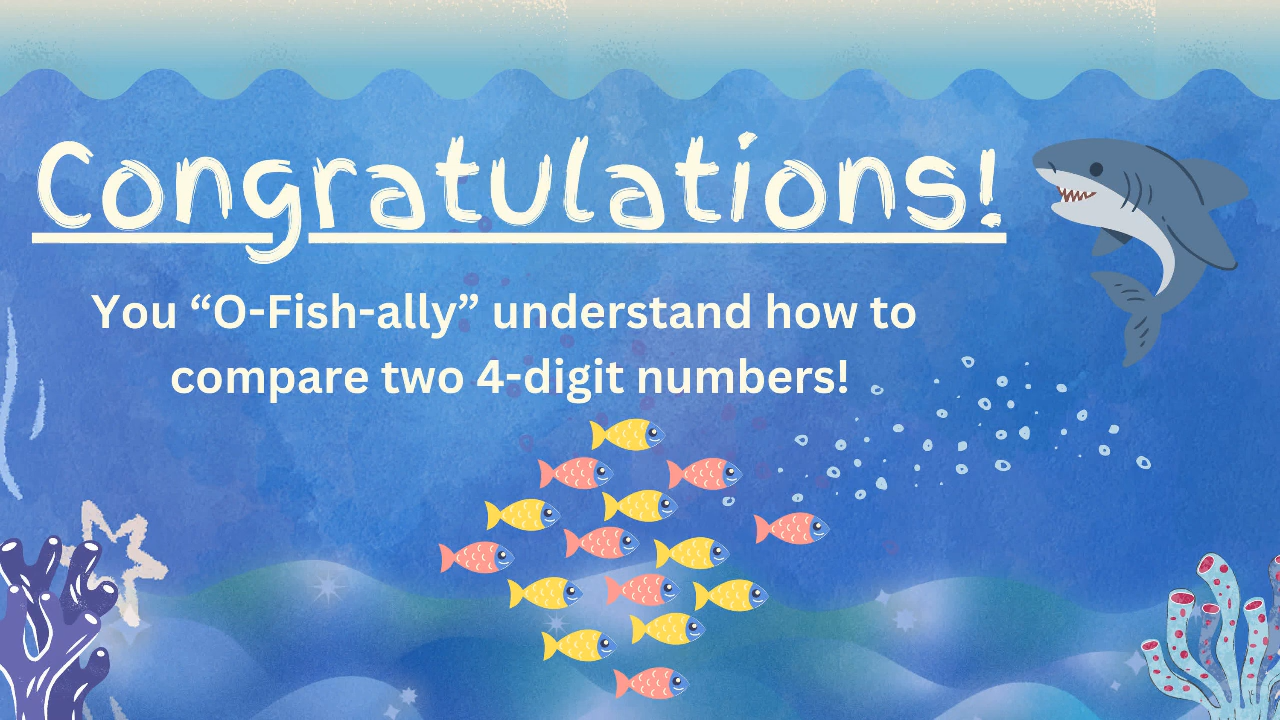 Congratulations!
You “O-Fish-ally” understand how to
compare two 4-digit numbers!